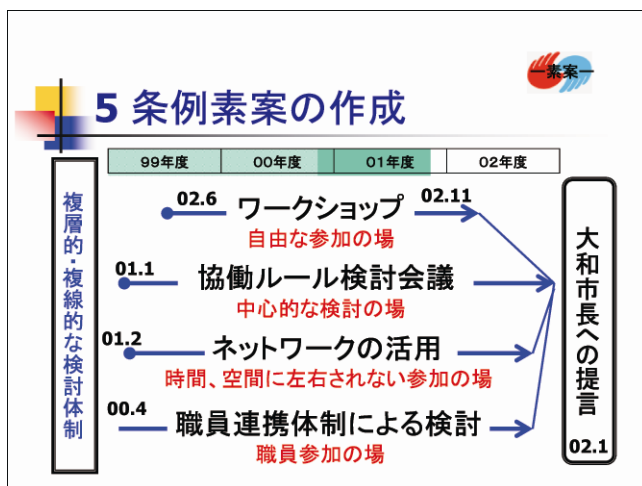 ー素案ー
5 条例素案の作成
99年度 00年度 01年度 02年度
複層的・複線的な検討体制
02.6 ワークショップ 02.11
自由な参加の場
01.1 協働ルール検討会議
中心的な検討の場
01.2 ネットワークの活用
時間、空間に左右されない参加の場
00.4 職員連携体制による検討
職員参加の場
大和市長への提言
02.1